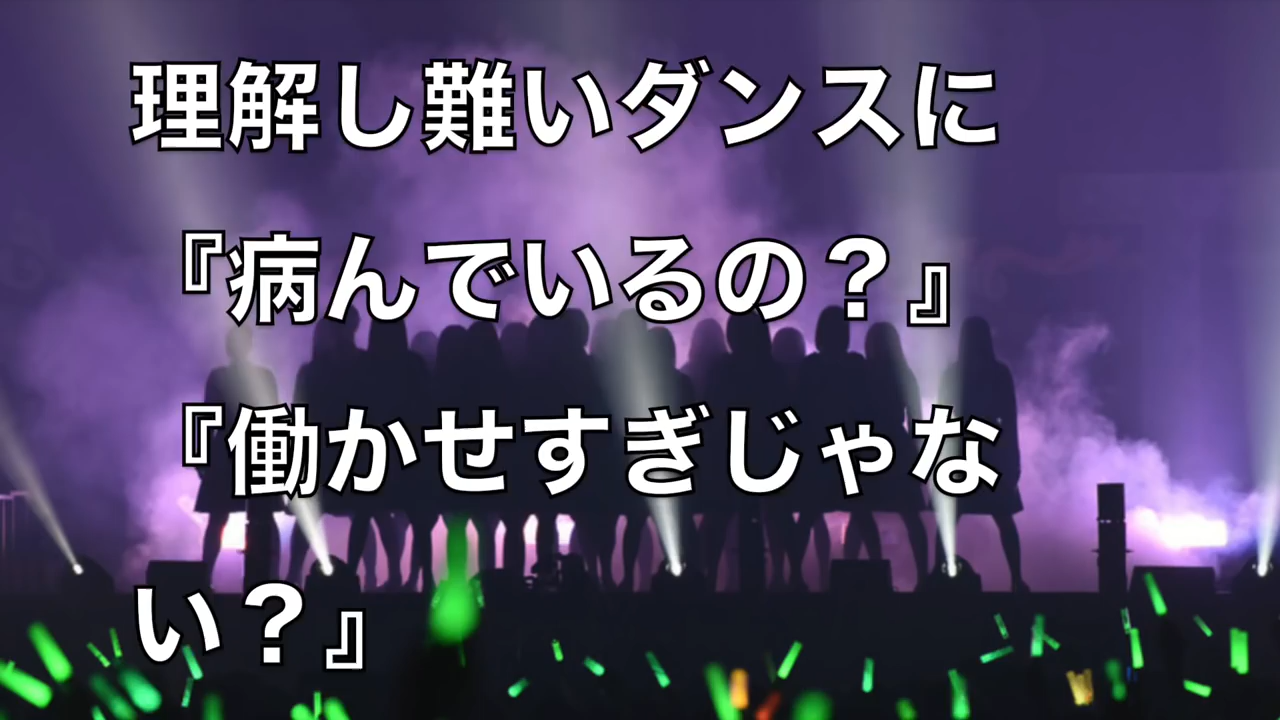 理解し難いダンスに
『病んでいるの？』
『働かせすぎじゃな
い？』